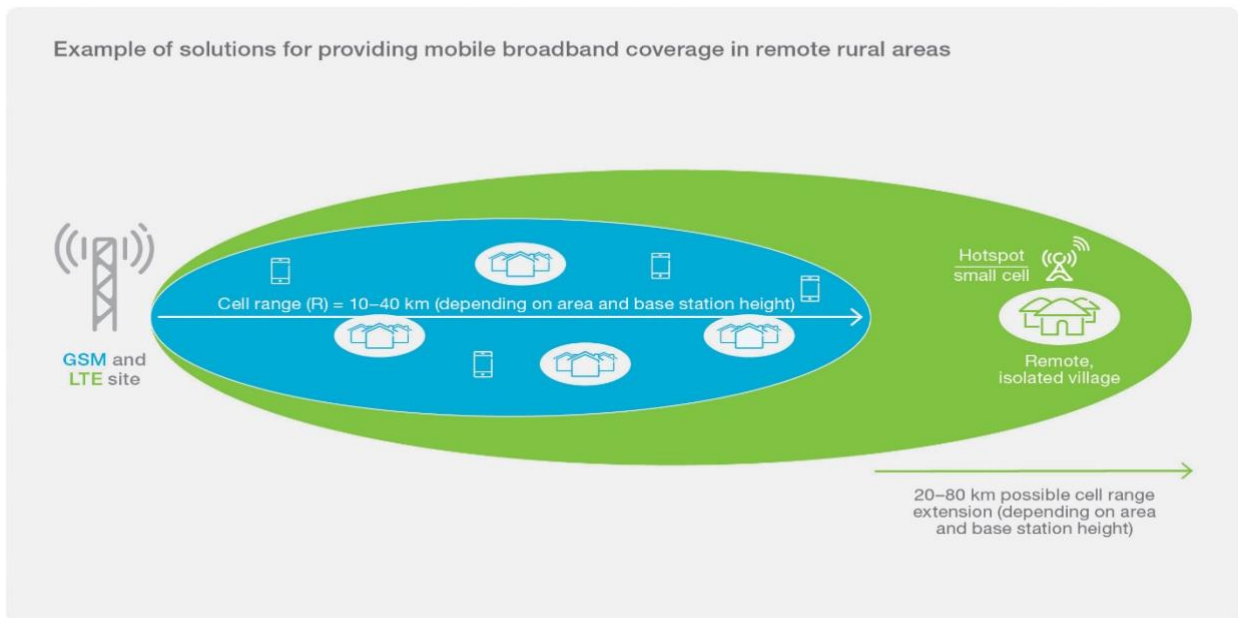 Example of solutions for providing mobile broadband coverage in remote rural areas
Hotspot
small cell
Cell range (R) = 10–40 km (depending on area and base station height)
GSM and
LTE site
Remote,
isolated village
20–80 km possible cell range
extension (depending on area
and base station height)